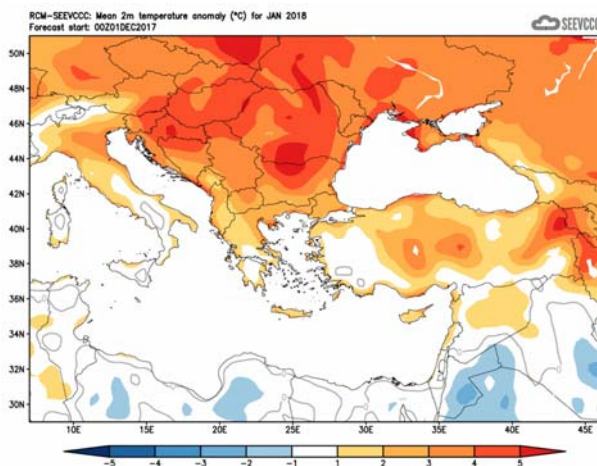 RCM-SEEVCCC: Mean 2m temperature anomaly (°C) for JAN 2018
Forecast start: 00Z01DEC2017
SEEVCCC
50N
48N
46N
44N
42N
40N
38N
36N
34N
32N
30N
10E 15E 20E 25E 30E 35E 40E 45E
-5 -4 -3 -2 -1 1 2 3 4 5